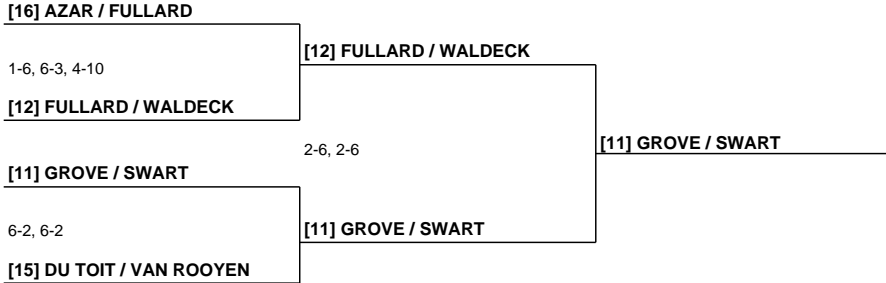 [16] AZAR / FULLARD
[12] FULLARD / WALDECK
1-6, 6-3, 4-10
[12] FULLARD / WALDECK
2-6, 2-6
[11] GROVE / SWART
[11] GROVE / SWART
6-2, 6-2
[11] GROVE / SWART
[15] DU TOIT / VAN ROOYEN